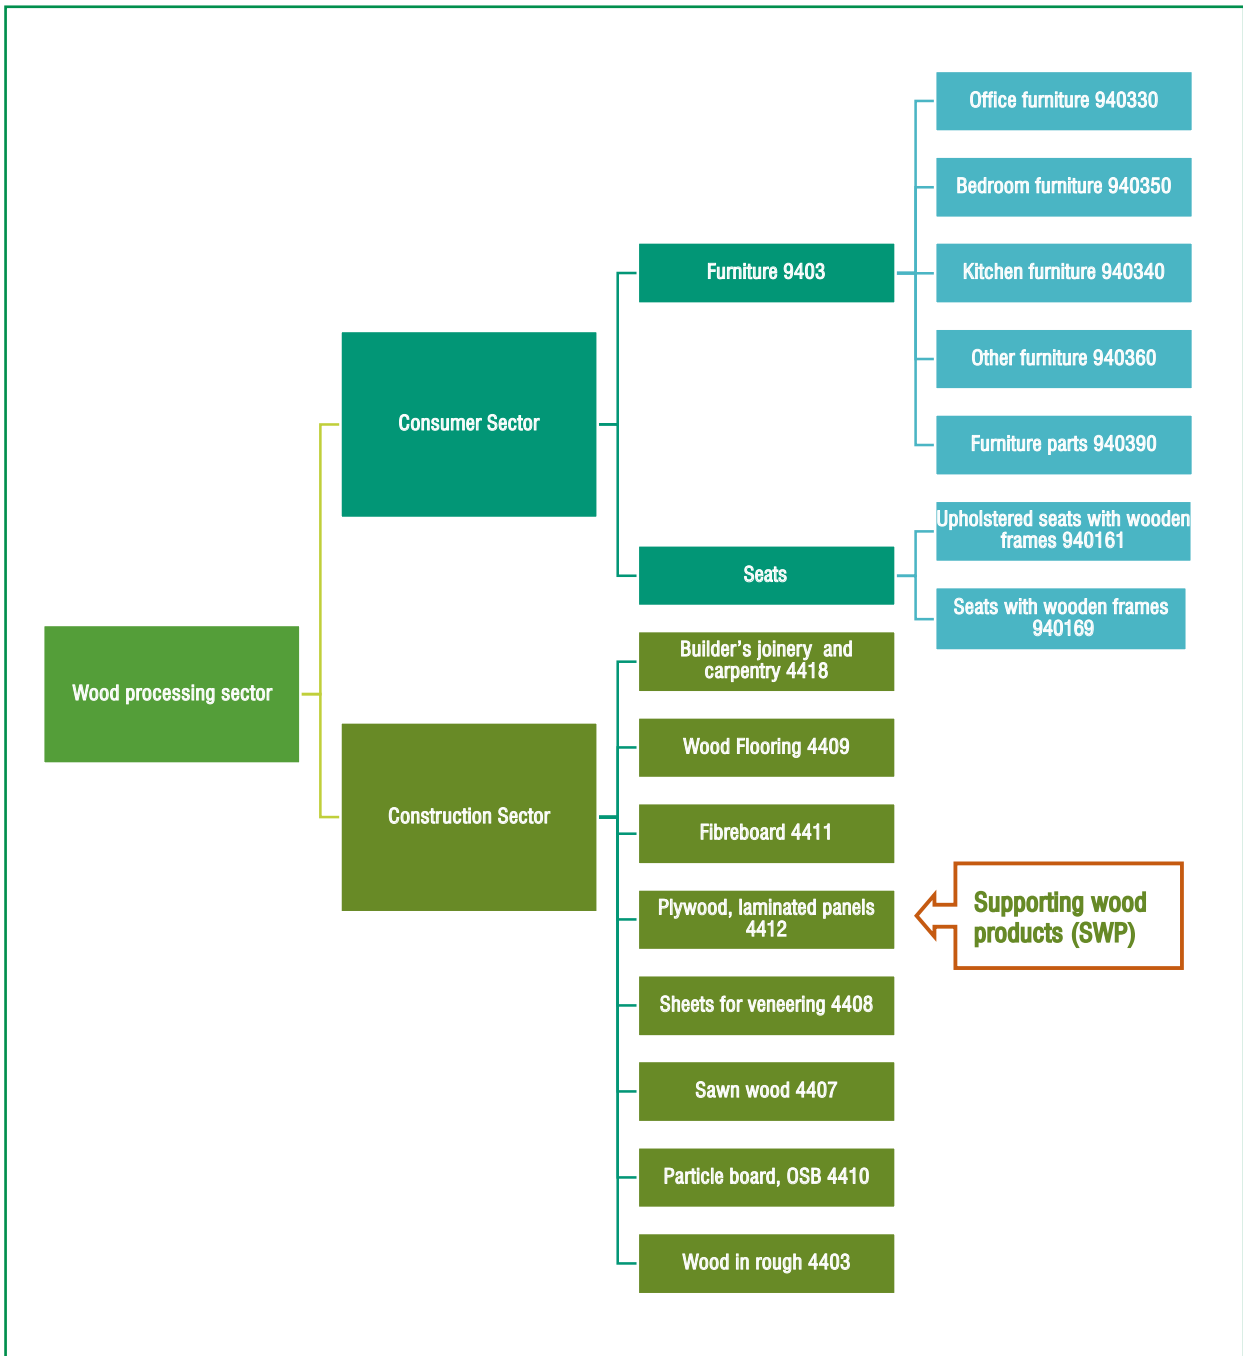 Office furniture 940330
Bedroom furniture 940350
Furniture 9403
Kitchen furniture 940340
Other furniture 940360
Consumer Sector
Furniture parts 940390
Upholstered seats with wooden
frames 940161
Seats
Seats with wooden frames
940169
Builder’s joinery and
carpentry 4418
Wood processing sector
Wood Flooring 4409
Construction Sector
Fibreboard 4411
Plywood, laminated panels
4412
Supporting wood
products (SWP)
Sheets for veneering 4408
Sawn wood 4407
Particle board, OSB 4410
Wood in rough 4403